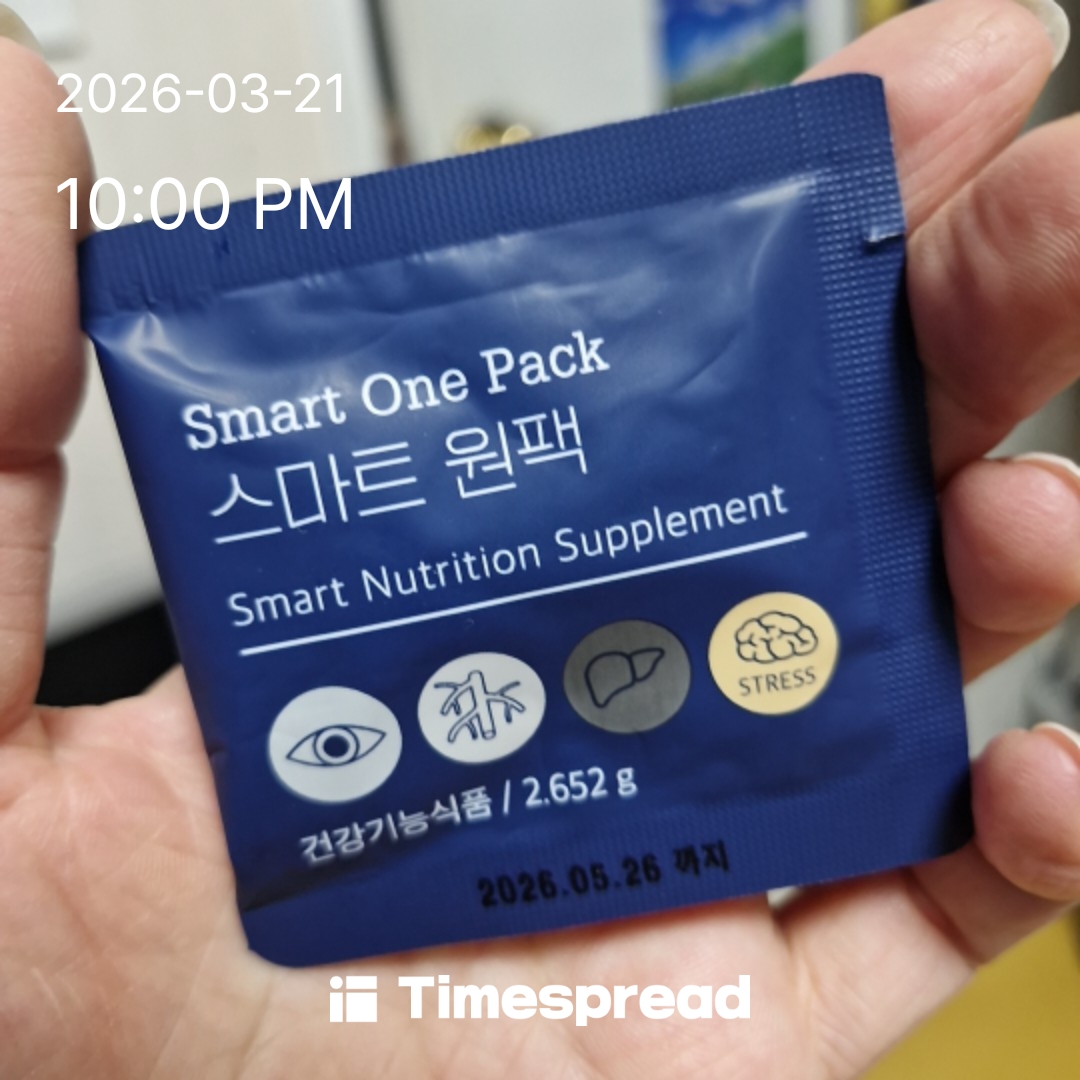 2026-03-21
10:00 PM
Smart One Pack
스마트 원팩
Smart Nutrition Supplement
STRESS
건강기능식품 / 2.652 g
2026.05.26 까지
Timespread